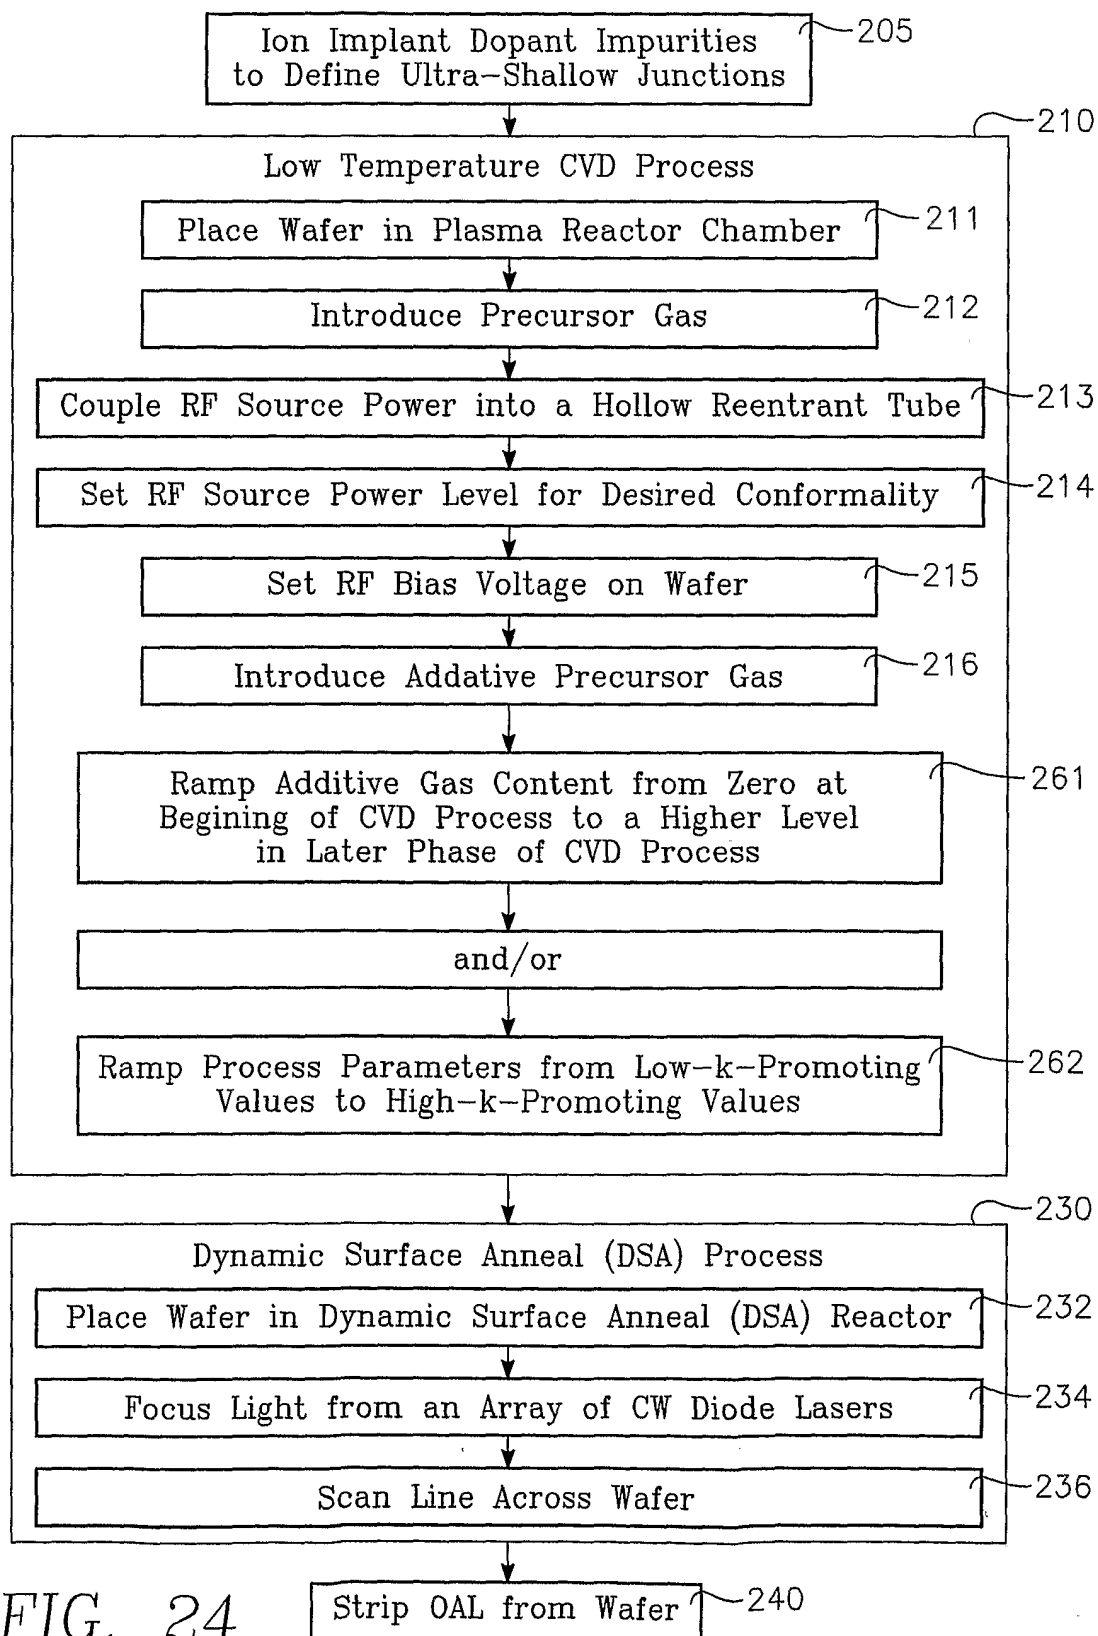 Ion Implant Dopant Impurities
to Define Ultra-Shallow Junctions
205
210
Low Temperature CVD Process
Place Wafer in Plasma Reactor Chamber
211
Introduce Precursor Gas
212
Couple RF Source Power into a Hollow Reentrant Tube
213
Set RF Source Power Level for Desired Conformality
214
Set RF Bias Voltage on Wafer
215
Introduce Addative Precursor Gas
216
Ramp Additive Gas Content from Zero at
Begining of CVD Process to a Higher Level
in Later Phase of CVD Process
261
and/or
Ramp Process Parameters from Low-k-Promoting
Values to High-k-Promoting Values
262
230
Dynamic Surface Anneal (DSA) Process
Place Wafer in Dynamic Surface Anneal (DSA) Reactor
232
Focus Light from an Array of CW Diode Lasers
234
Scan Line Across Wafer
236
Strip OAL from Wafer
240
FIG. 24